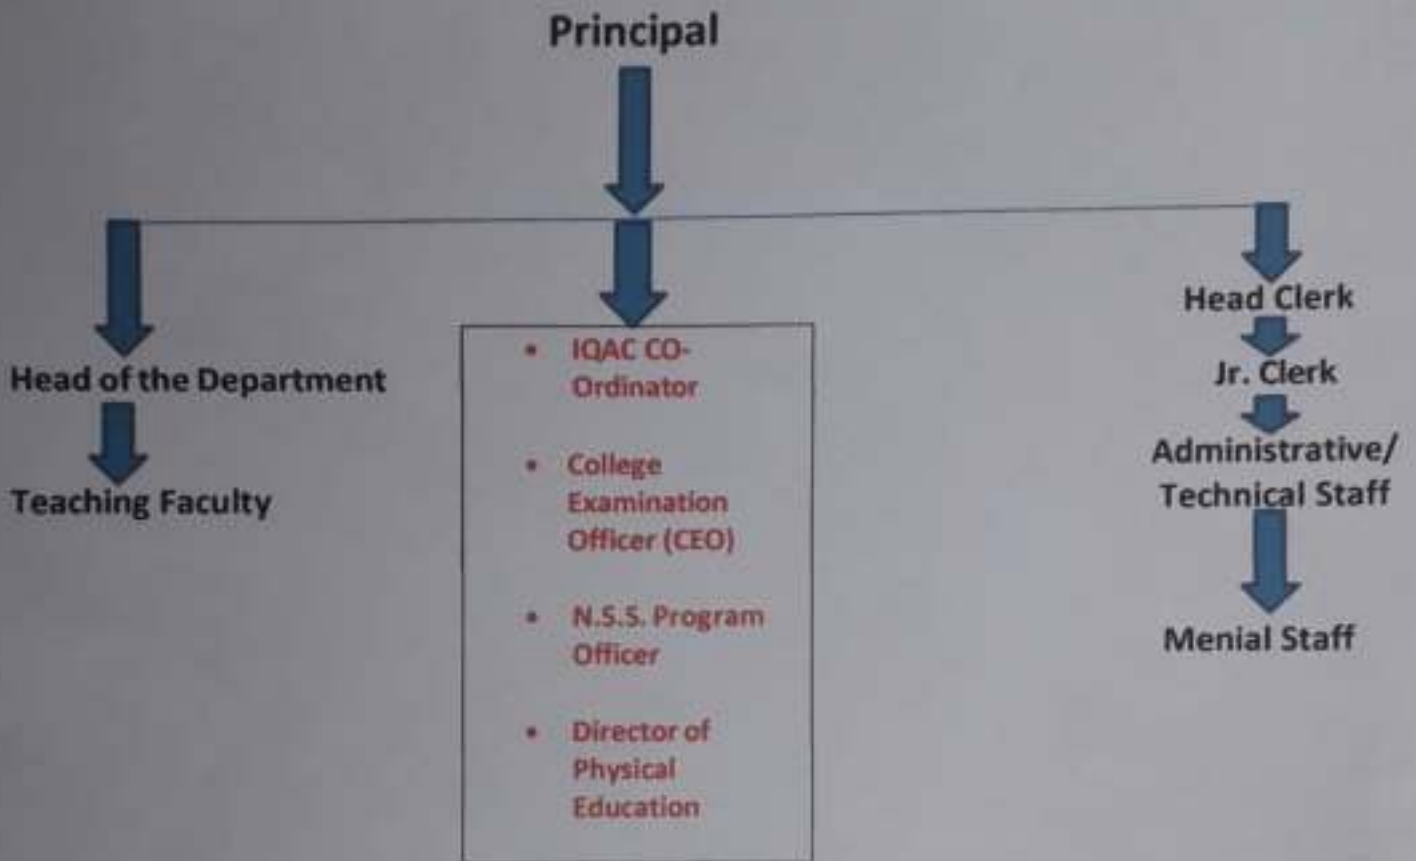 Principal
Head of the Department
Teaching Faculty
• IQAC CO-
Ordinator
• College
Examination
Officer (CEO)
• N.S.S. Program
Officer
• Director of
Physical
Education
Head Clerk
Jr. Clerk
Administrative/
Technical Staff
Menial Staff